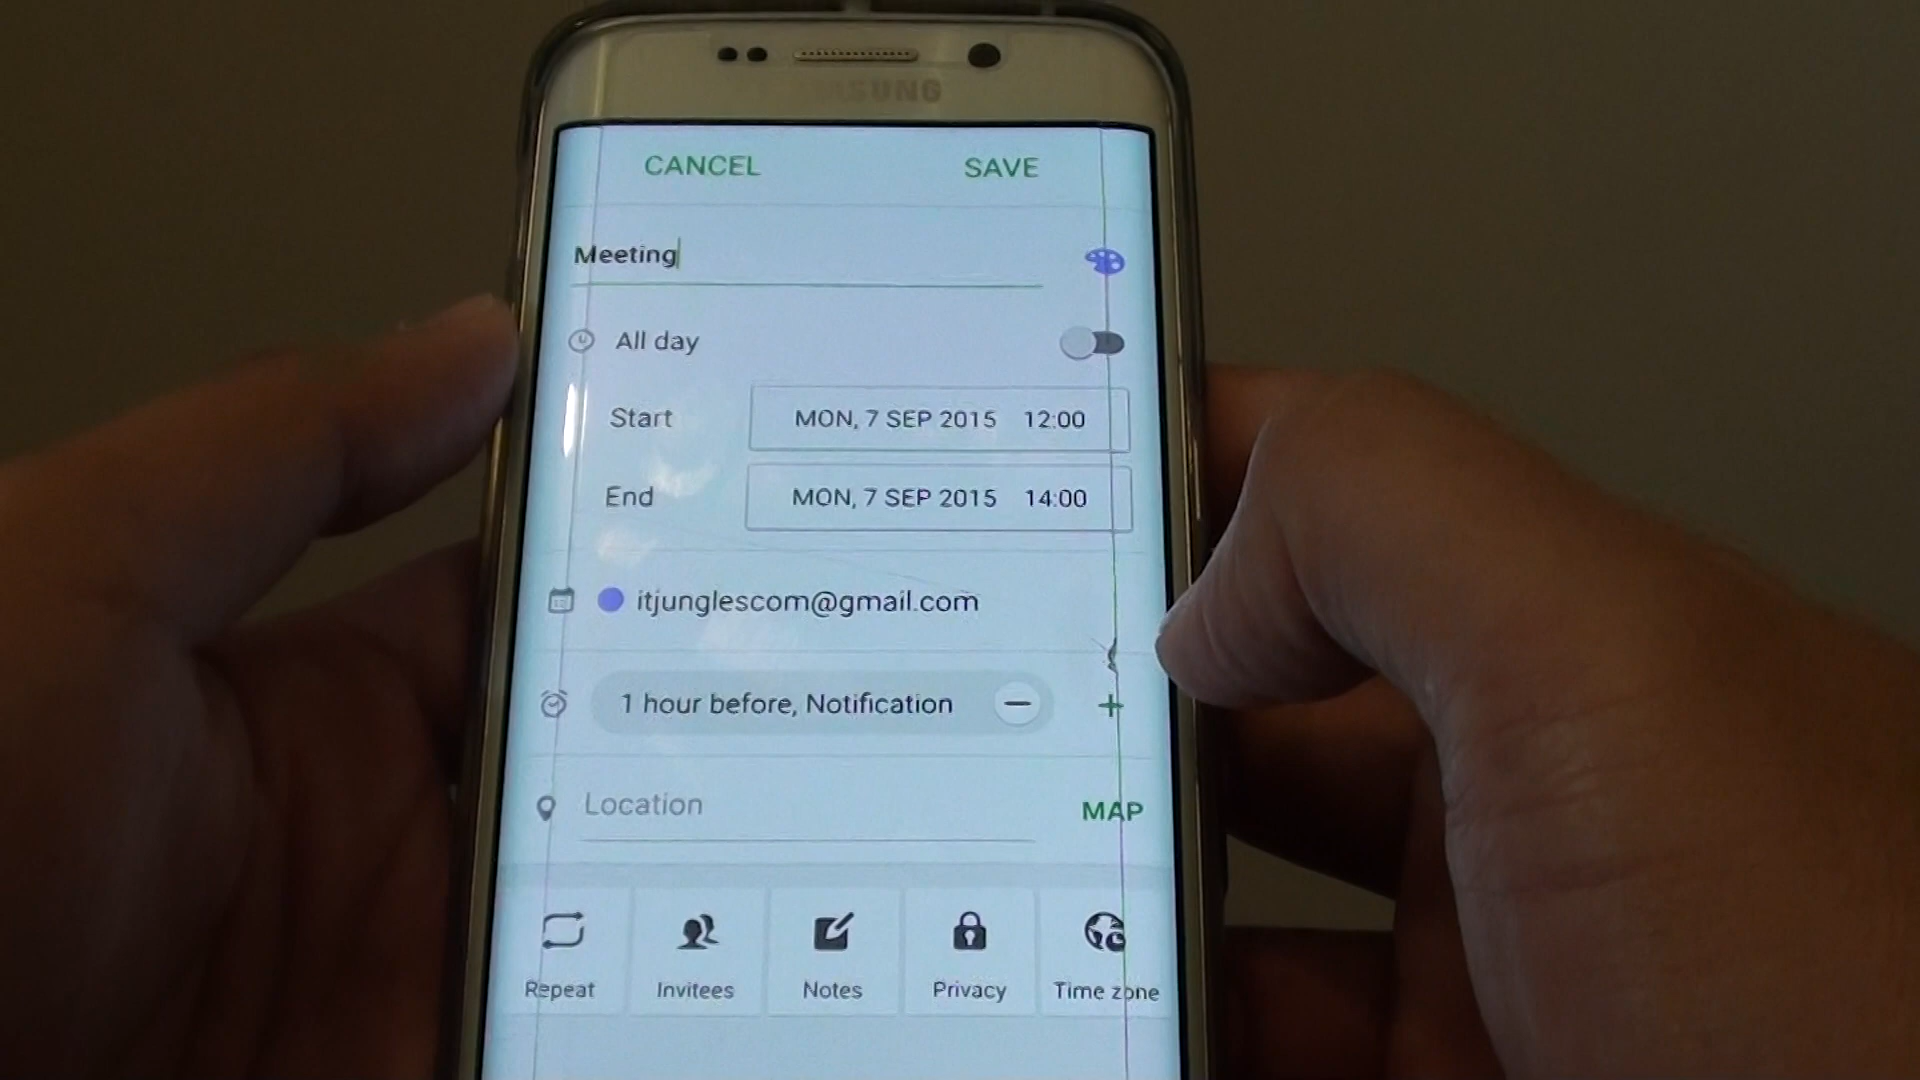 SAMSUNG
CANCEL SAVE
Meeting
All day
Start MON, 7 SEP 2015 12:00
End MON, 7 SEP 2015 14:00
itjunglescom@gmail.com
1 hour before, Notification
Location MAP
Repeat Invitees Notes Privacy Time zone